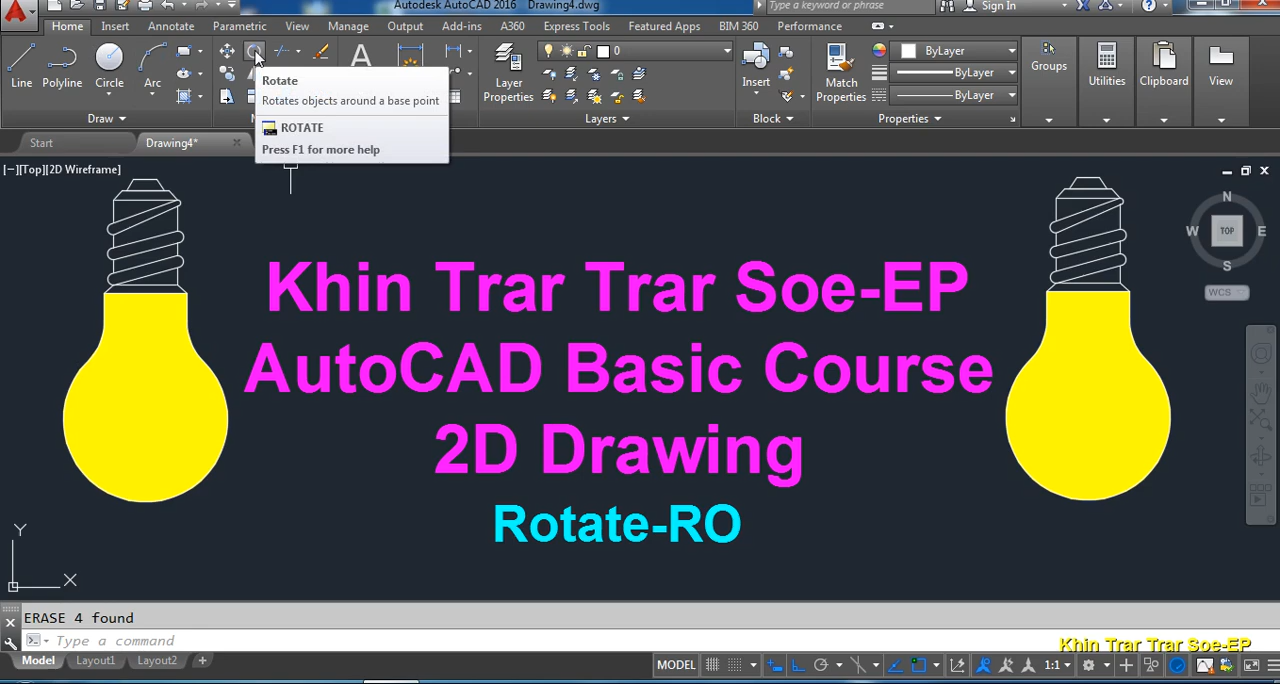 Autodesk AutoCAD 2016 Drawing4.dwg
Type a keyword or phrase
Sign In
Home Insert Annotate Parametric View Manage Output Add-ins A360 Express Tools Featured Apps BIM 360 Performance
Line Polyline Circle Arc
Draw
A
Rotate
Rotates objects around a base point
ROTATE
Press F1 for more help
Layer Properties
0
Layers
Insert
Block
Match Properties
ByLayer
ByLayer
ByLayer
Properties
Groups
Utilities
Clipboard
View
Start
Drawing4*
[−][Top][2D Wireframe]
N
W TOP E
S
WCS
Khin Trar Trar Soe-EP
AutoCAD Basic Course
2D Drawing
Rotate-RO
Y
X
ERASE 4 found
Type a command
Khin Trar Trar Soe-EP
Model Layout1 Layout2 +
MODEL
1:1